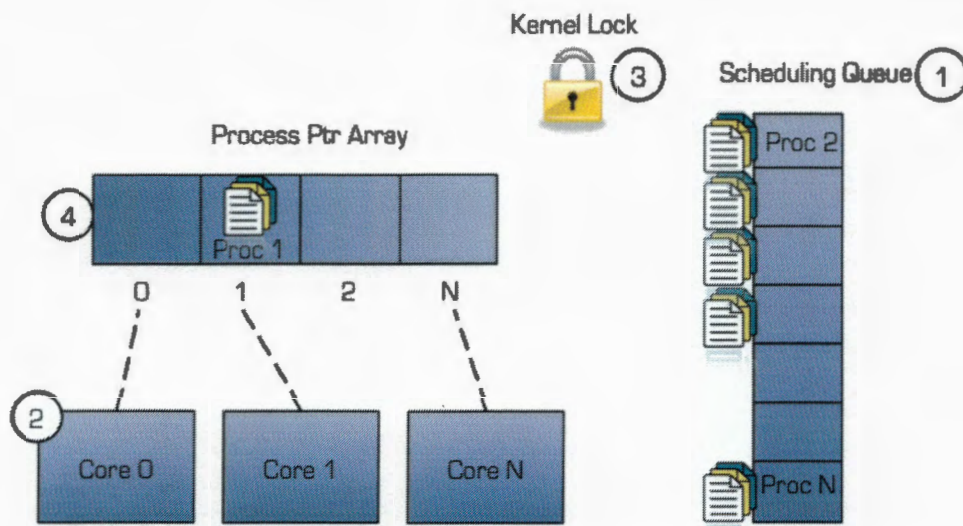 Kernel Lock
3
Scheduling Queue
1
Process Ptr Array
Proc 2
4
Proc 1
0 1 2 N
2
Core 0
Core 1
Core N
Proc N